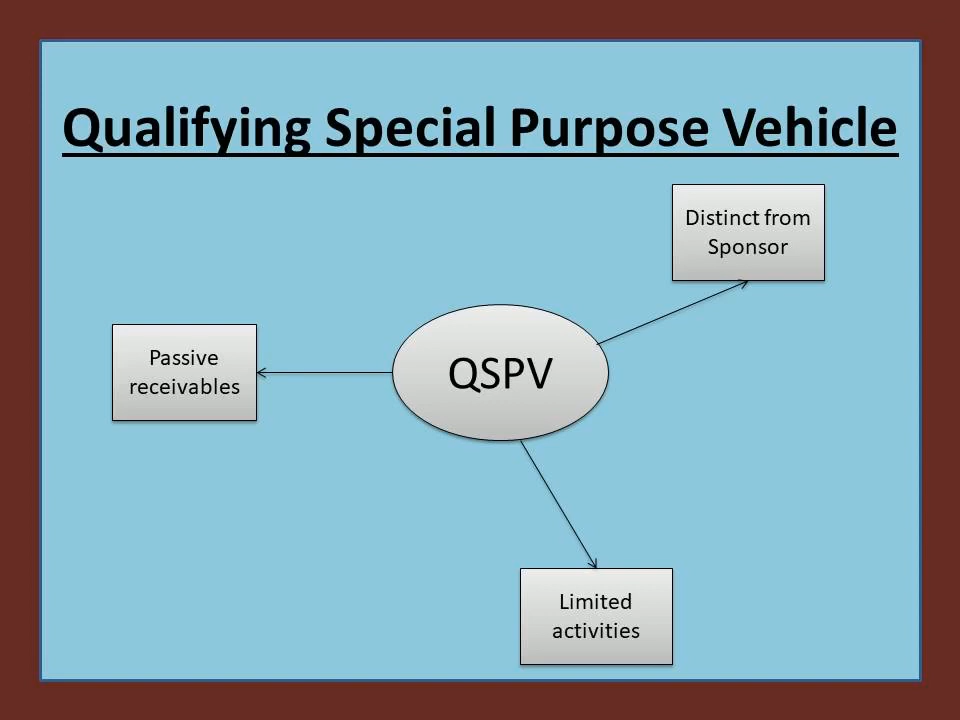 Qualifying Special Purpose Vehicle
Distinct from
Sponsor
Passive
receivables
QSPV
Limited
activities